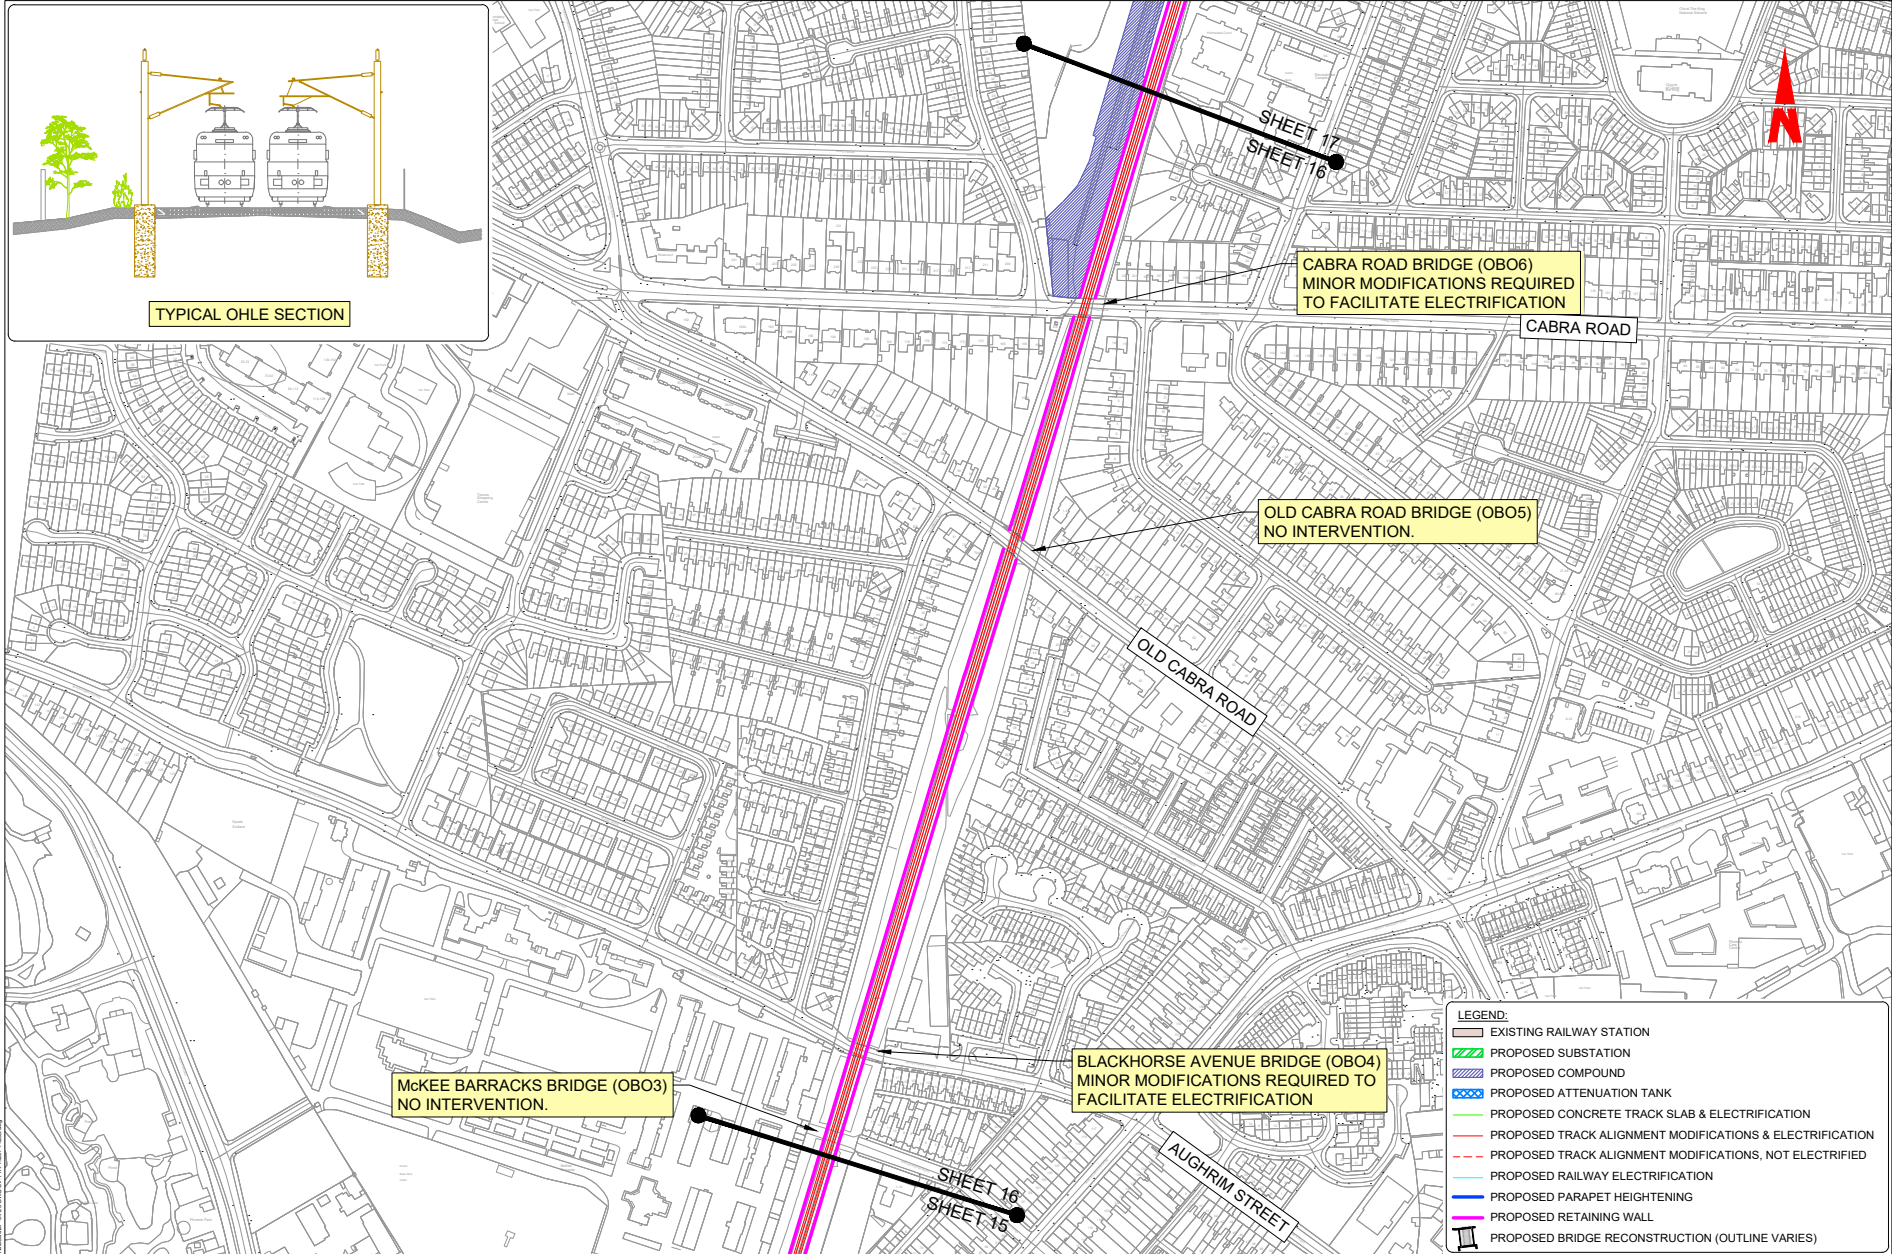 TYPICAL OHLE SECTION
SHEET 17
SHEET 16
N
CABRA ROAD BRIDGE (OBO6)
MINOR MODIFICATIONS REQUIRED
TO FACILITATE ELECTRIFICATION
CABRA ROAD
OLD CABRA ROAD BRIDGE (OBO5)
NO INTERVENTION.
OLD CABRA ROAD
BLACKHORSE AVENUE BRIDGE (OBO4)
MINOR MODIFICATIONS REQUIRED TO
FACILITATE ELECTRIFICATION
McKEE BARRACKS BRIDGE (OBO3)
NO INTERVENTION.
SHEET 16
SHEET 15
AUGHRIM STREET
LEGEND:
EXISTING RAILWAY STATION
PROPOSED SUBSTATION
PROPOSED COMPOUND
PROPOSED ATTENUATION TANK
PROPOSED CONCRETE TRACK SLAB & ELECTRIFICATION
PROPOSED TRACK ALIGNMENT MODIFICATIONS & ELECTRIFICATION
PROPOSED TRACK ALIGNMENT MODIFICATIONS, NOT ELECTRIFIED
PROPOSED RAILWAY ELECTRIFICATION
PROPOSED PARAPET HEIGHTENING
PROPOSED RETAINING WALL
PROPOSED BRIDGE RECONSTRUCTION (OUTLINE VARIES)